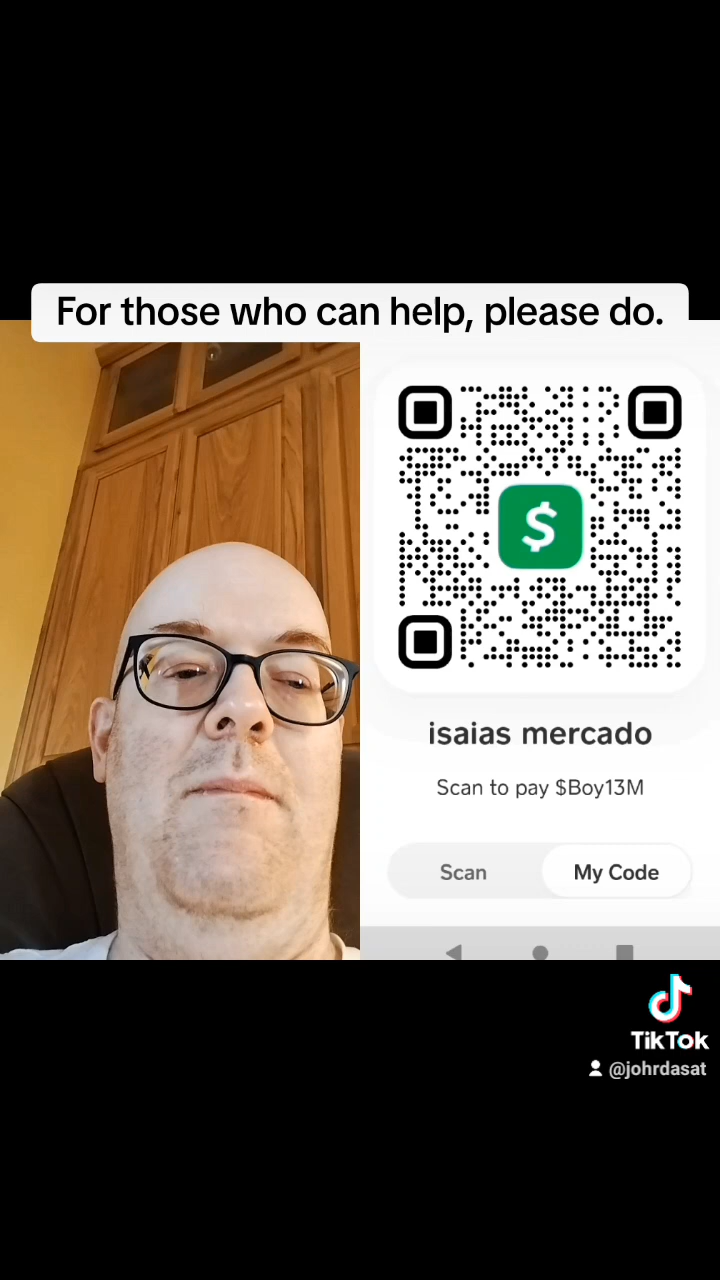 For those who can help, please do.
$
isaias mercado
Scan to pay $Boy13M
Scan
My Code
TikTok
@johrdasat